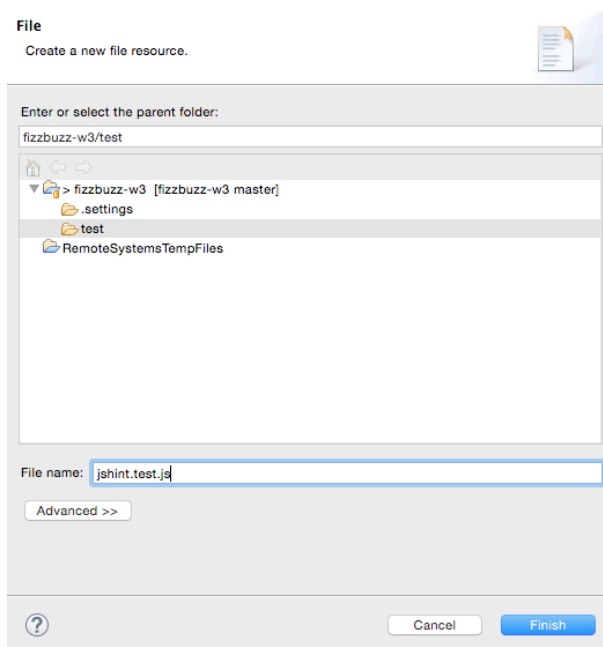 File
Create a new file resource.
Enter or select the parent folder:
fizzbuzz-w3/test
> fizzbuzz-w3 [fizzbuzz-w3 master]
.settings
test
RemoteSystemsTempFiles
File name: jshint.test.js
Advanced >>
? Cancel Finish